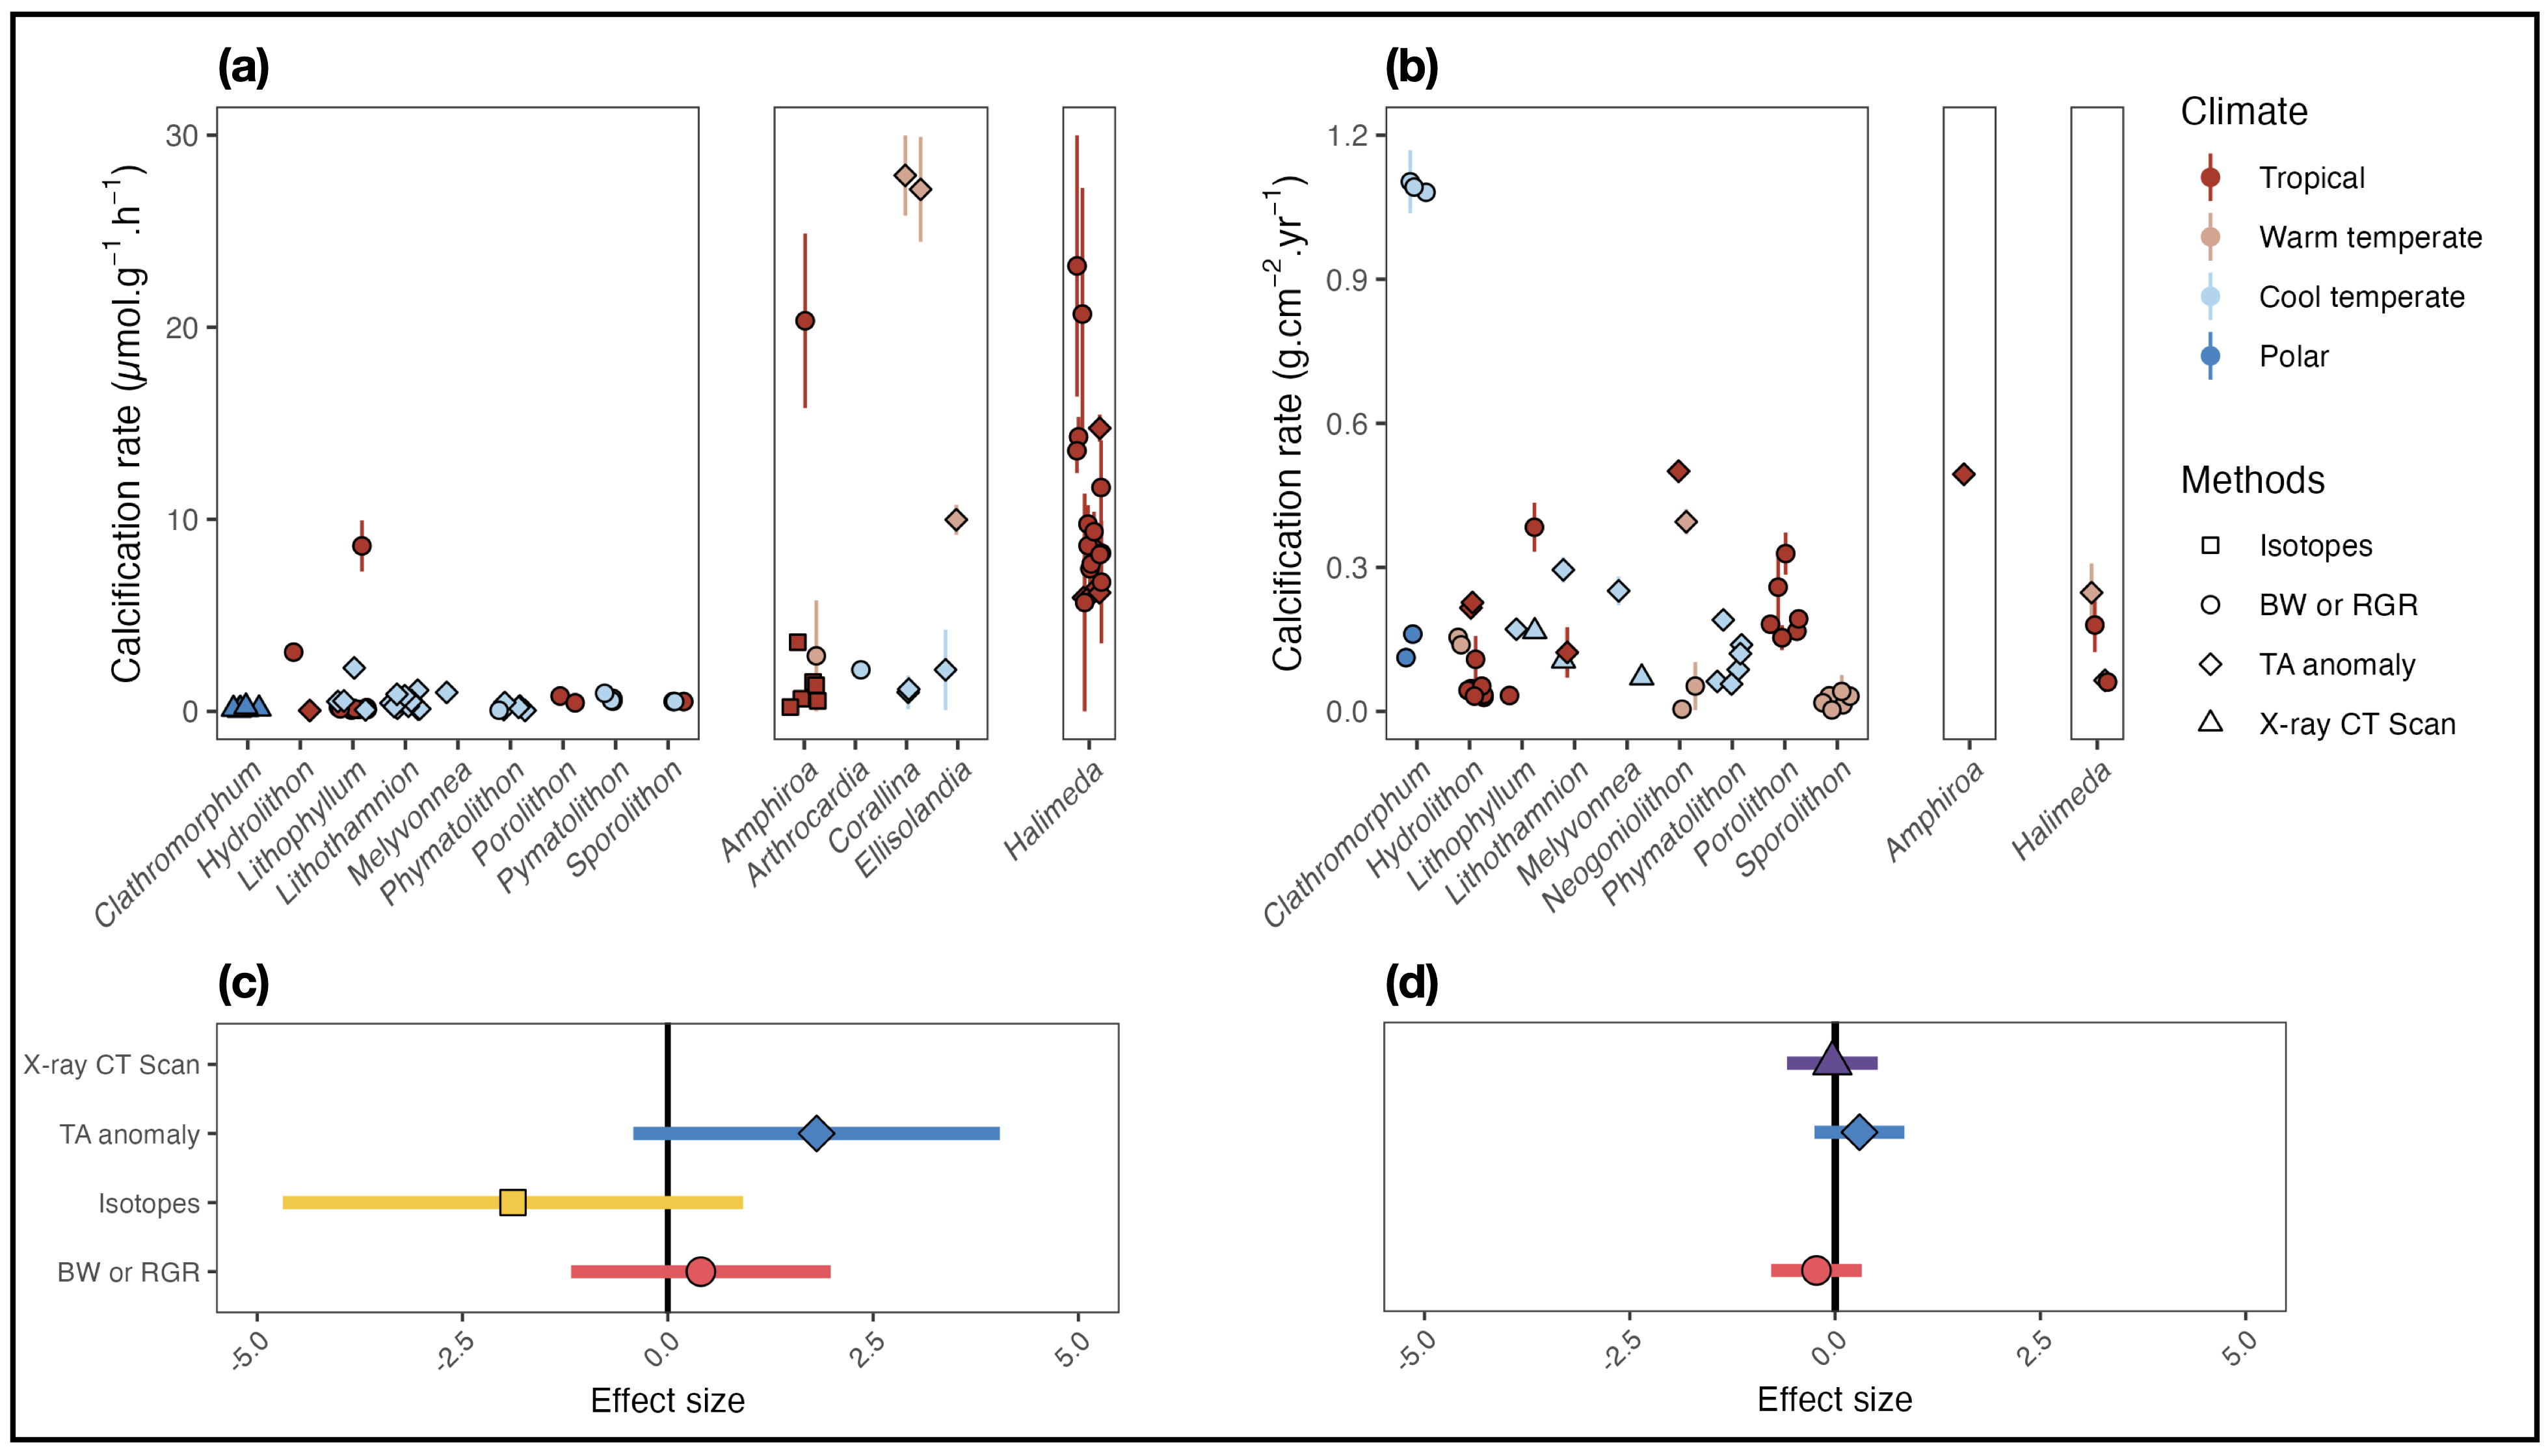 (a)
Calcification rate (μmol.g⁻¹.h⁻¹)
30
20
10
0
Clathromorphum
Hydrolithon
Lithophyllum
Lithothamnion
Melyvonnea
Phymatolithon
Porolithon
Pymatolithon
Sporolithon
Amphiroa
Arthrocardia
Corallina
Ellisolandia
Halimeda
(b)
Calcification rate (g.cm⁻².yr⁻¹)
1.2
0.9
0.6
0.3
0.0
Clathromorphum
Hydrolithon
Lithophyllum
Lithothamnion
Melyvonnea
Neogoniolithon
Phymatolithon
Porolithon
Sporolithon
Amphiroa
Halimeda
Climate
Tropical
Warm temperate
Cool temperate
Polar
Methods
Isotopes
BW or RGR
TA anomaly
X-ray CT Scan
(c)
X-ray CT Scan
TA anomaly
Isotopes
BW or RGR
-5.0
-2.5
0.0
2.5
5.0
Effect size
(d)
-5.0
-2.5
0.0
2.5
5.0
Effect size